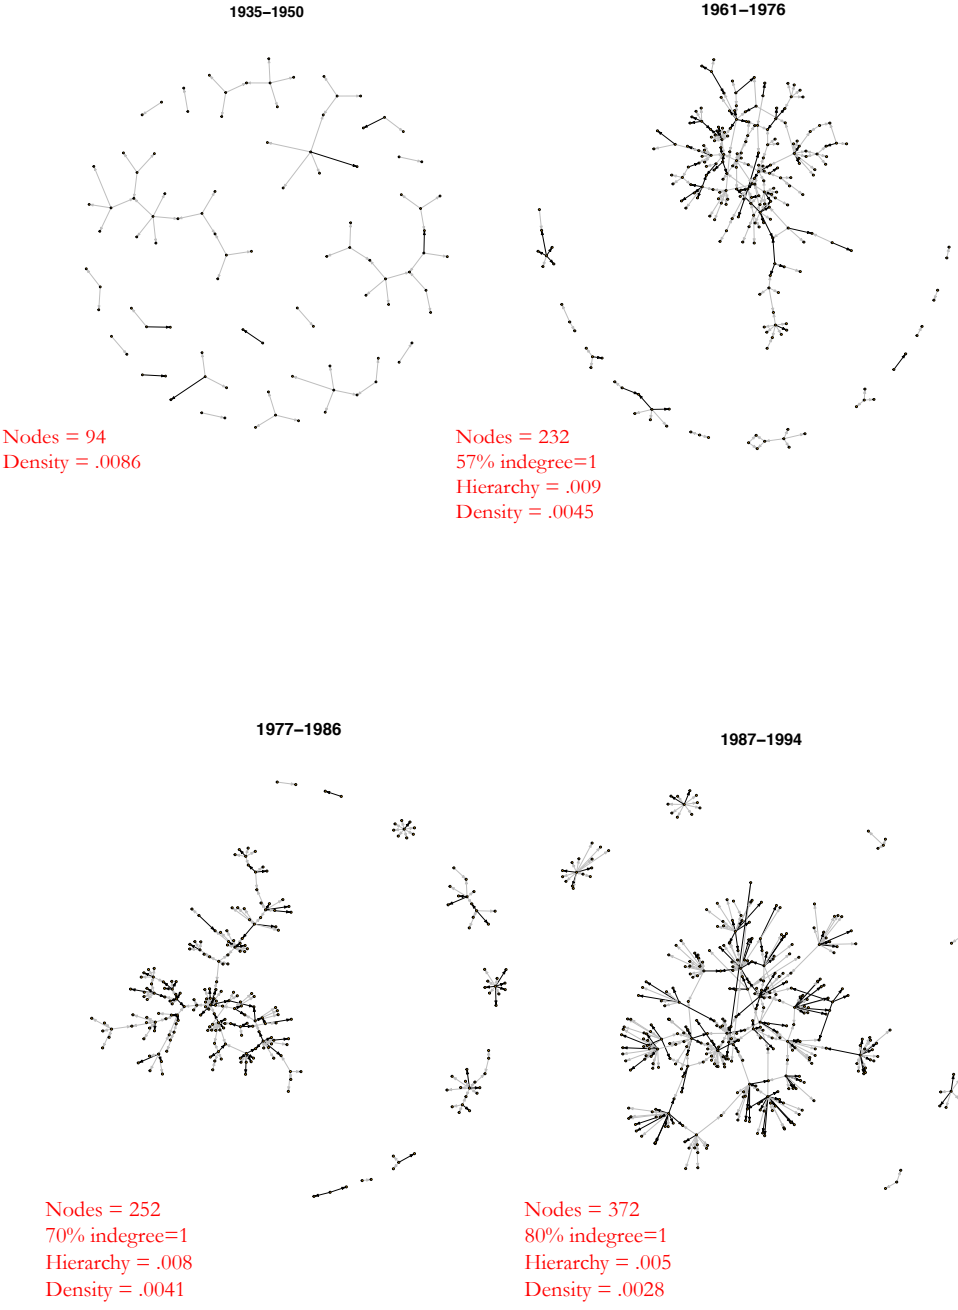 1935–1950
1961–1976
Nodes = 94
Density = .0086
Nodes = 232
57% indegree=1
Hierarchy = .009
Density = .0045
1977–1986
1987–1994
Nodes = 252
70% indegree=1
Hierarchy = .008
Density = .0041
Nodes = 372
80% indegree=1
Hierarchy = .005
Density = .0028